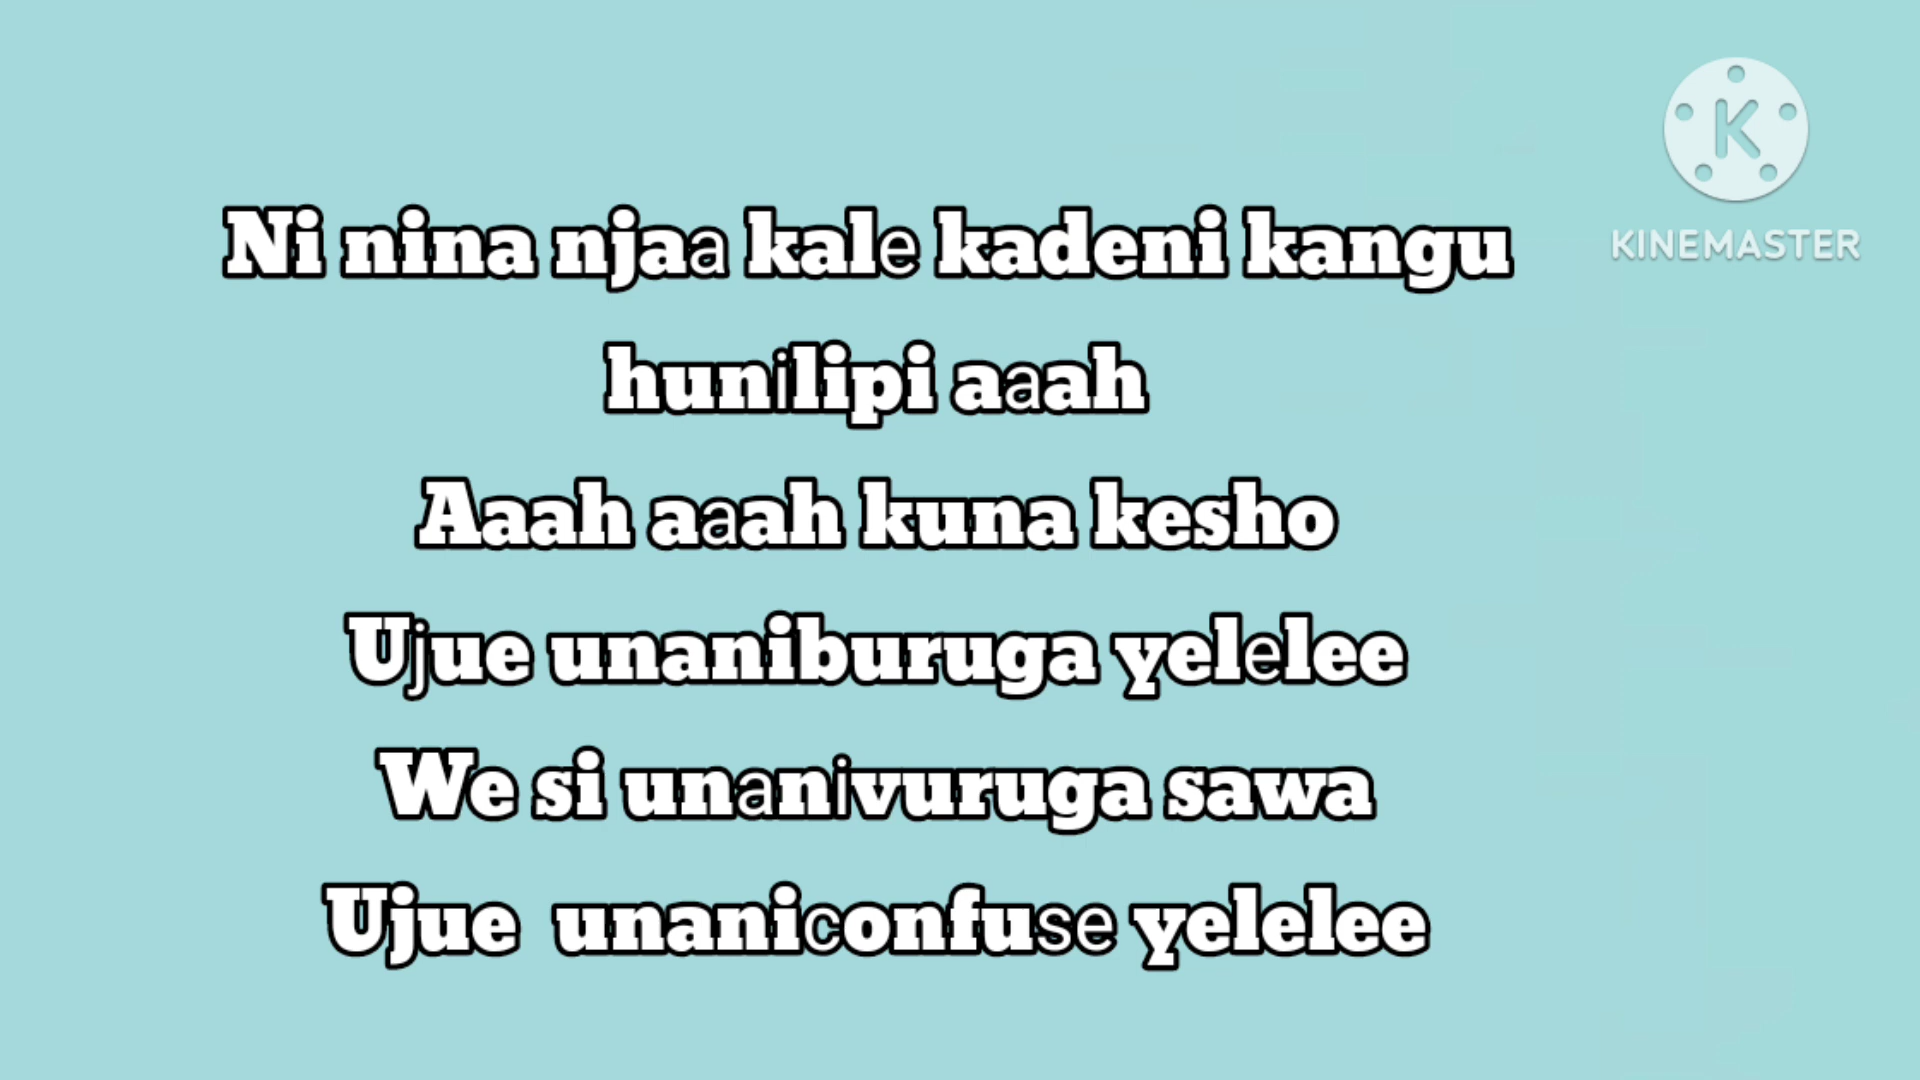 Ni nina njaa kale kadeni kangu
hunilipi aaah
Aaah aaah kuna kesho
Ujue unaniburuga yelelee
We si unanivuruga sawa
Ujue unaniconfuse yelelee
K
KINEMASTER